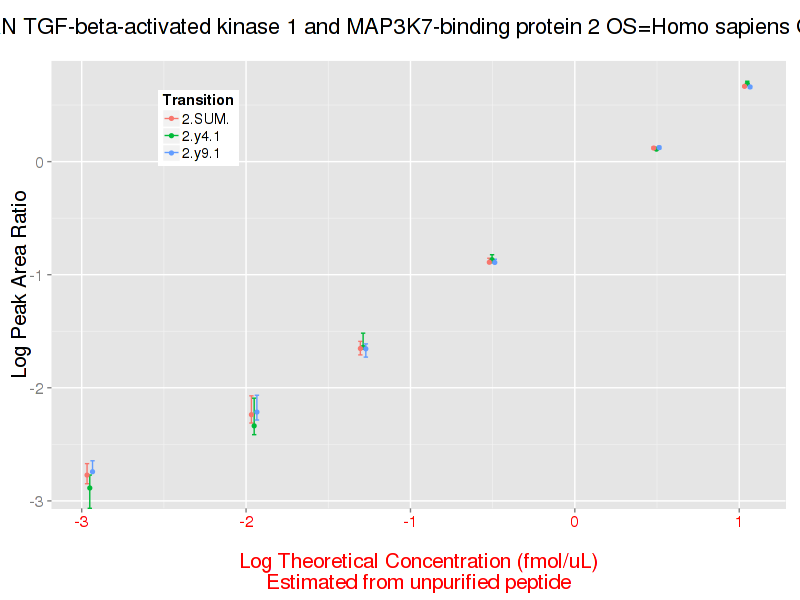 N TGF-beta-activated kinase 1 and MAP3K7-binding protein 2 OS=Homo sapiens
Transition
2.SUM.
2.y4.1
2.y9.1
Log Peak Area Ratio
0
-1
-2
-3
-3 -2 -1 0 1
Log Theoretical Concentration (fmol/uL)
Estimated from unpurified peptide